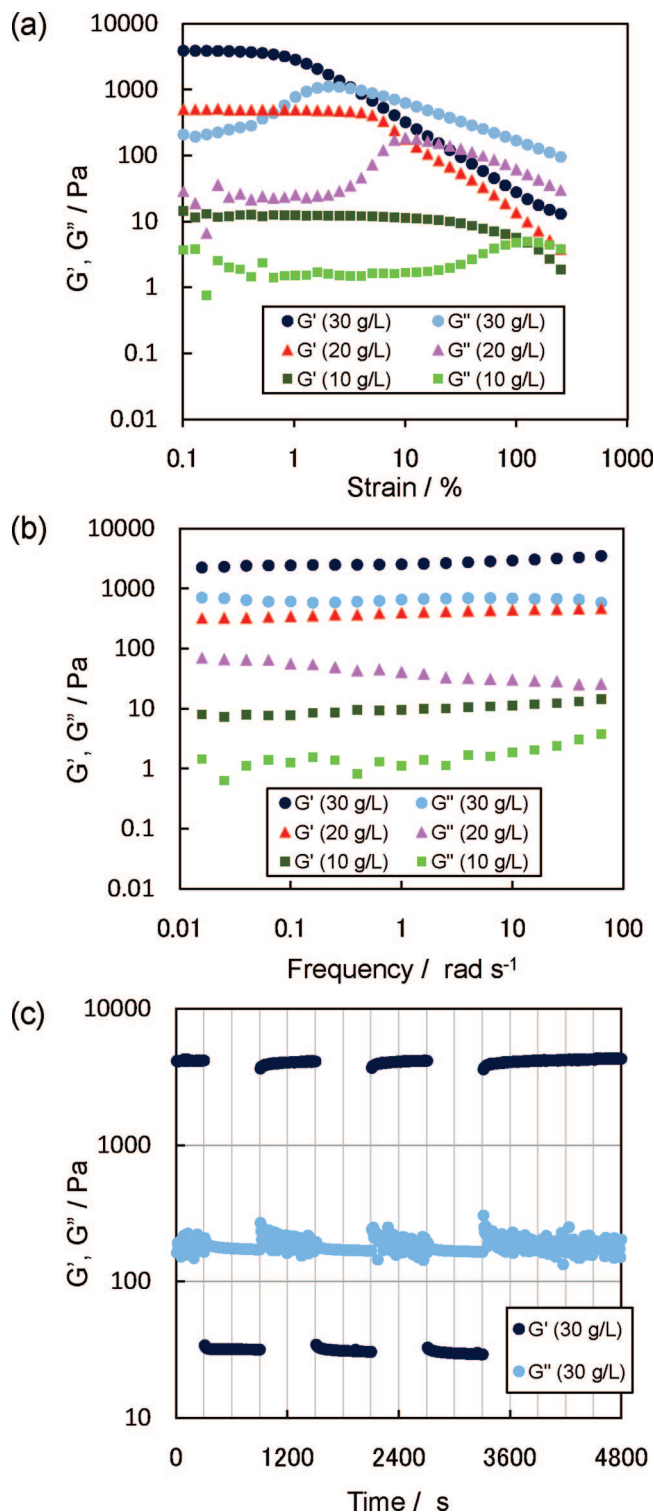 (a)
10000
1000
100
10
1
0.1
0.01
G', G" / Pa
G' (30 g/L) G" (30 g/L)
G' (20 g/L) G" (20 g/L)
G' (10 g/L) G" (10 g/L)
0.1 1 10 100 1000
Strain / %
(b)
10000
1000
100
10
1
0.1
0.01
G', G" / Pa
G' (30 g/L) G" (30 g/L)
G' (20 g/L) G" (20 g/L)
G' (10 g/L) G" (10 g/L)
0.01 0.1 1 10 100
Frequency / rad s⁻¹
(c)
10000
1000
100
10
G', G" / Pa
G' (30 g/L)
G" (30 g/L)
0 1200 2400 3600 4800
Time / s